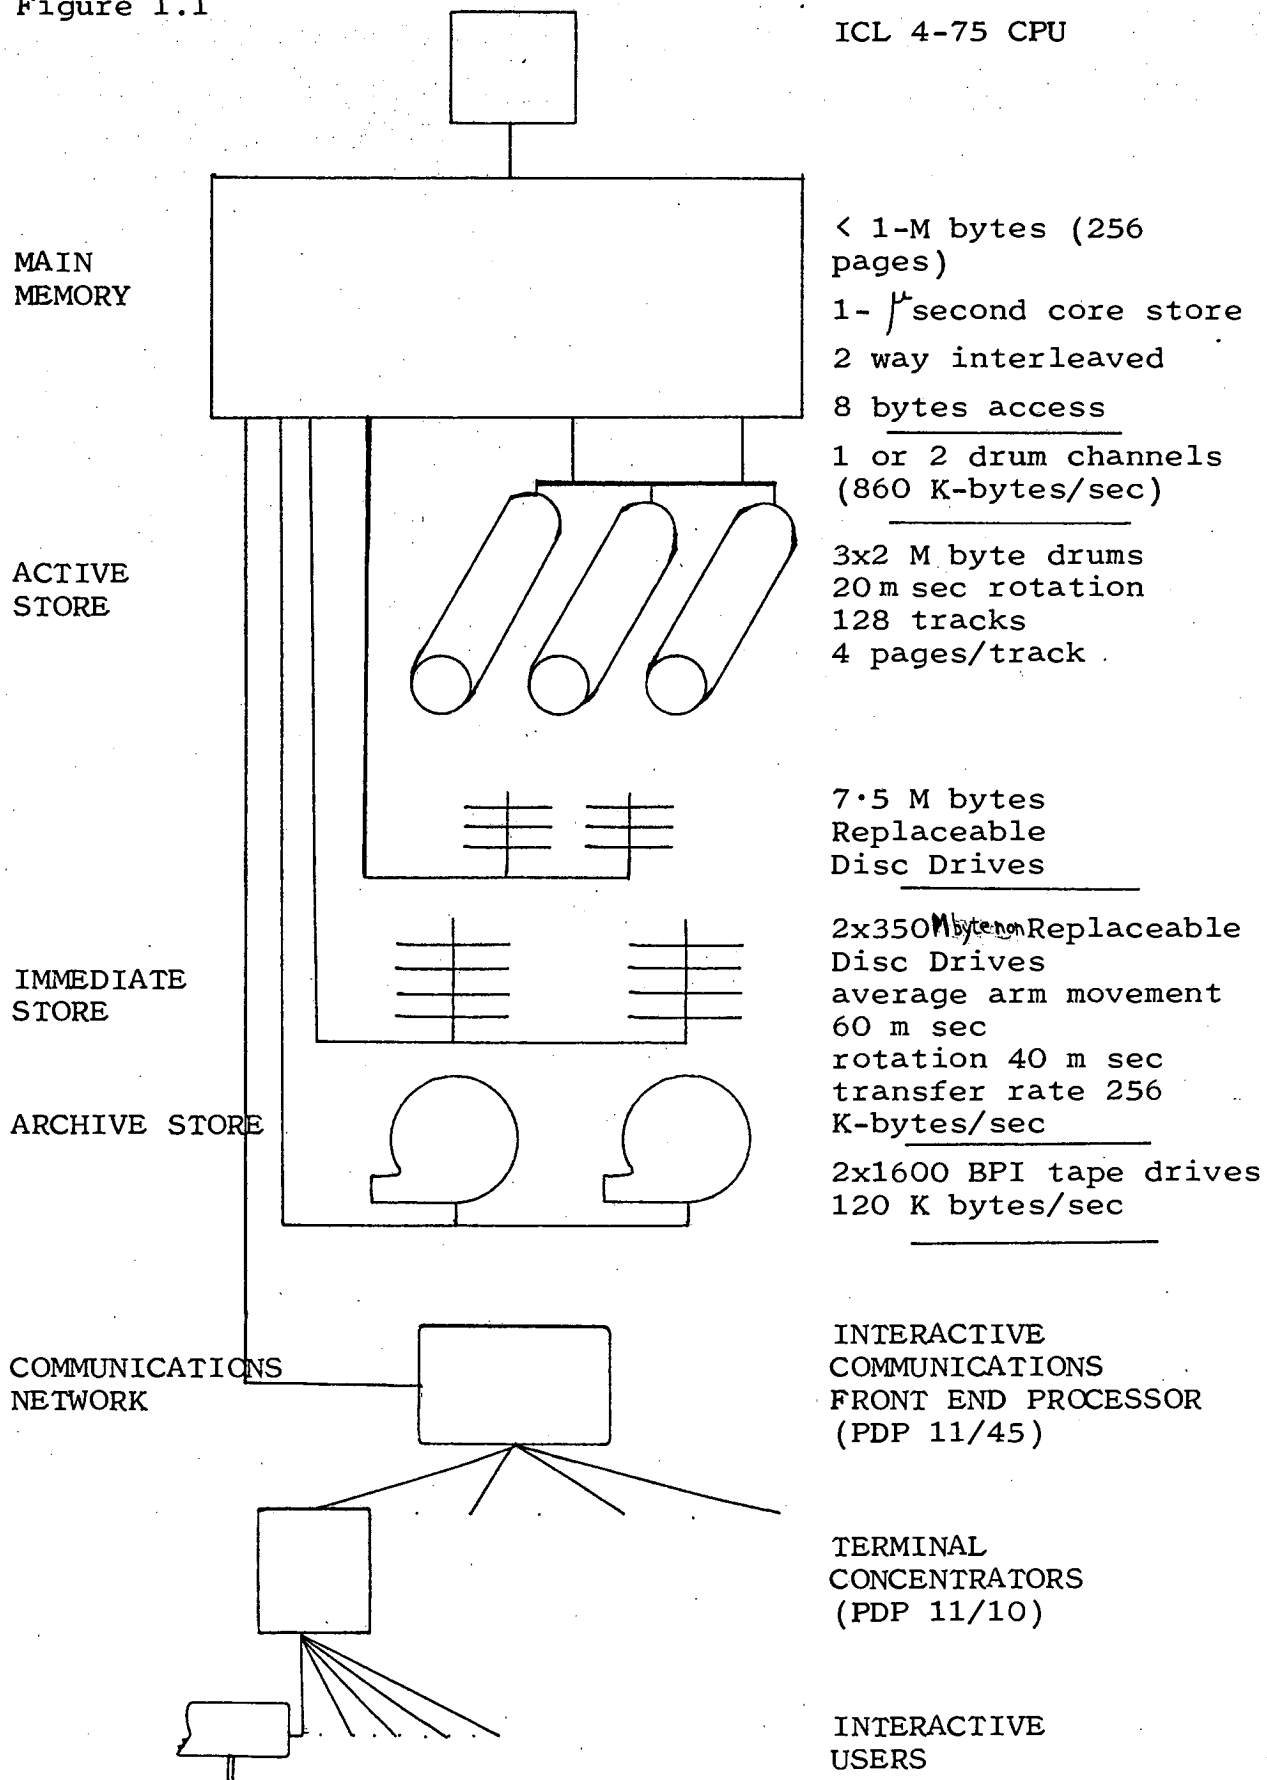 Figure 1.1
ICL 4-75 CPU
MAIN
MEMORY
< 1-M bytes (256
pages)
1- μsecond core store
2 way interleaved
8 bytes access
1 or 2 drum channels
(860 K-bytes/sec)
ACTIVE
STORE
3x2 M byte drums
20 m sec rotation
128 tracks
4 pages/track
7·5 M bytes
Replaceable
Disc Drives
IMMEDIATE
STORE
2x350 Mbyte non Replaceable
Disc Drives
average arm movement
60 m sec
rotation 40 m sec
transfer rate 256
K-bytes/sec
ARCHIVE STORE
2x1600 BPI tape drives
120 K bytes/sec
COMMUNICATIONS
NETWORK
INTERACTIVE
COMMUNICATIONS
FRONT END PROCESSOR
(PDP 11/45)
TERMINAL
CONCENTRATORS
(PDP 11/10)
INTERACTIVE
USERS